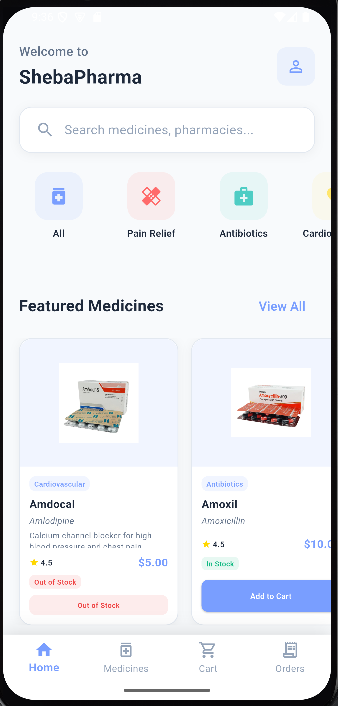 Welcome to
ShebaPharma
Search medicines, pharmacies...
All
Pain Relief
Antibiotics
Cardio
Featured Medicines
View All
Cardiovascular
Amdocal
Amlodipine
Calcium channel blocker for high
blood pressure and chest pain
4.5
$5.00
Out of Stock
Out of Stock
Antibiotics
Amoxil
Amoxicillin
4.5
$10.0
In Stock
Add to Cart
Home
Medicines
Cart
Orders